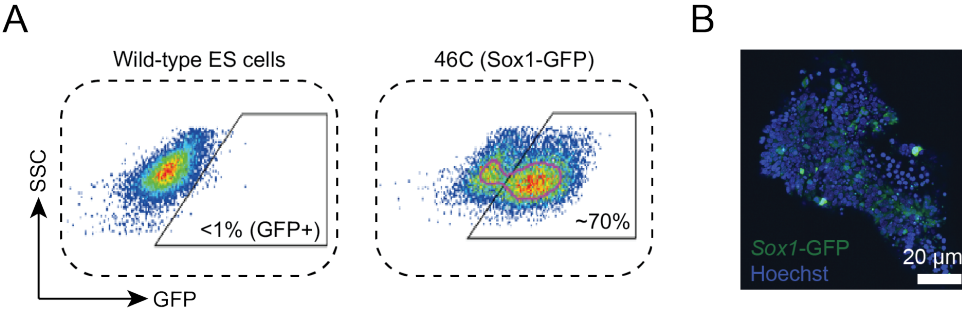 A
B
Wild-type ES cells
46C (Sox1-GFP)
SSC
<1% (GFP+)
~70%
GFP
Sox1-GFP
Hoechst
20 μm